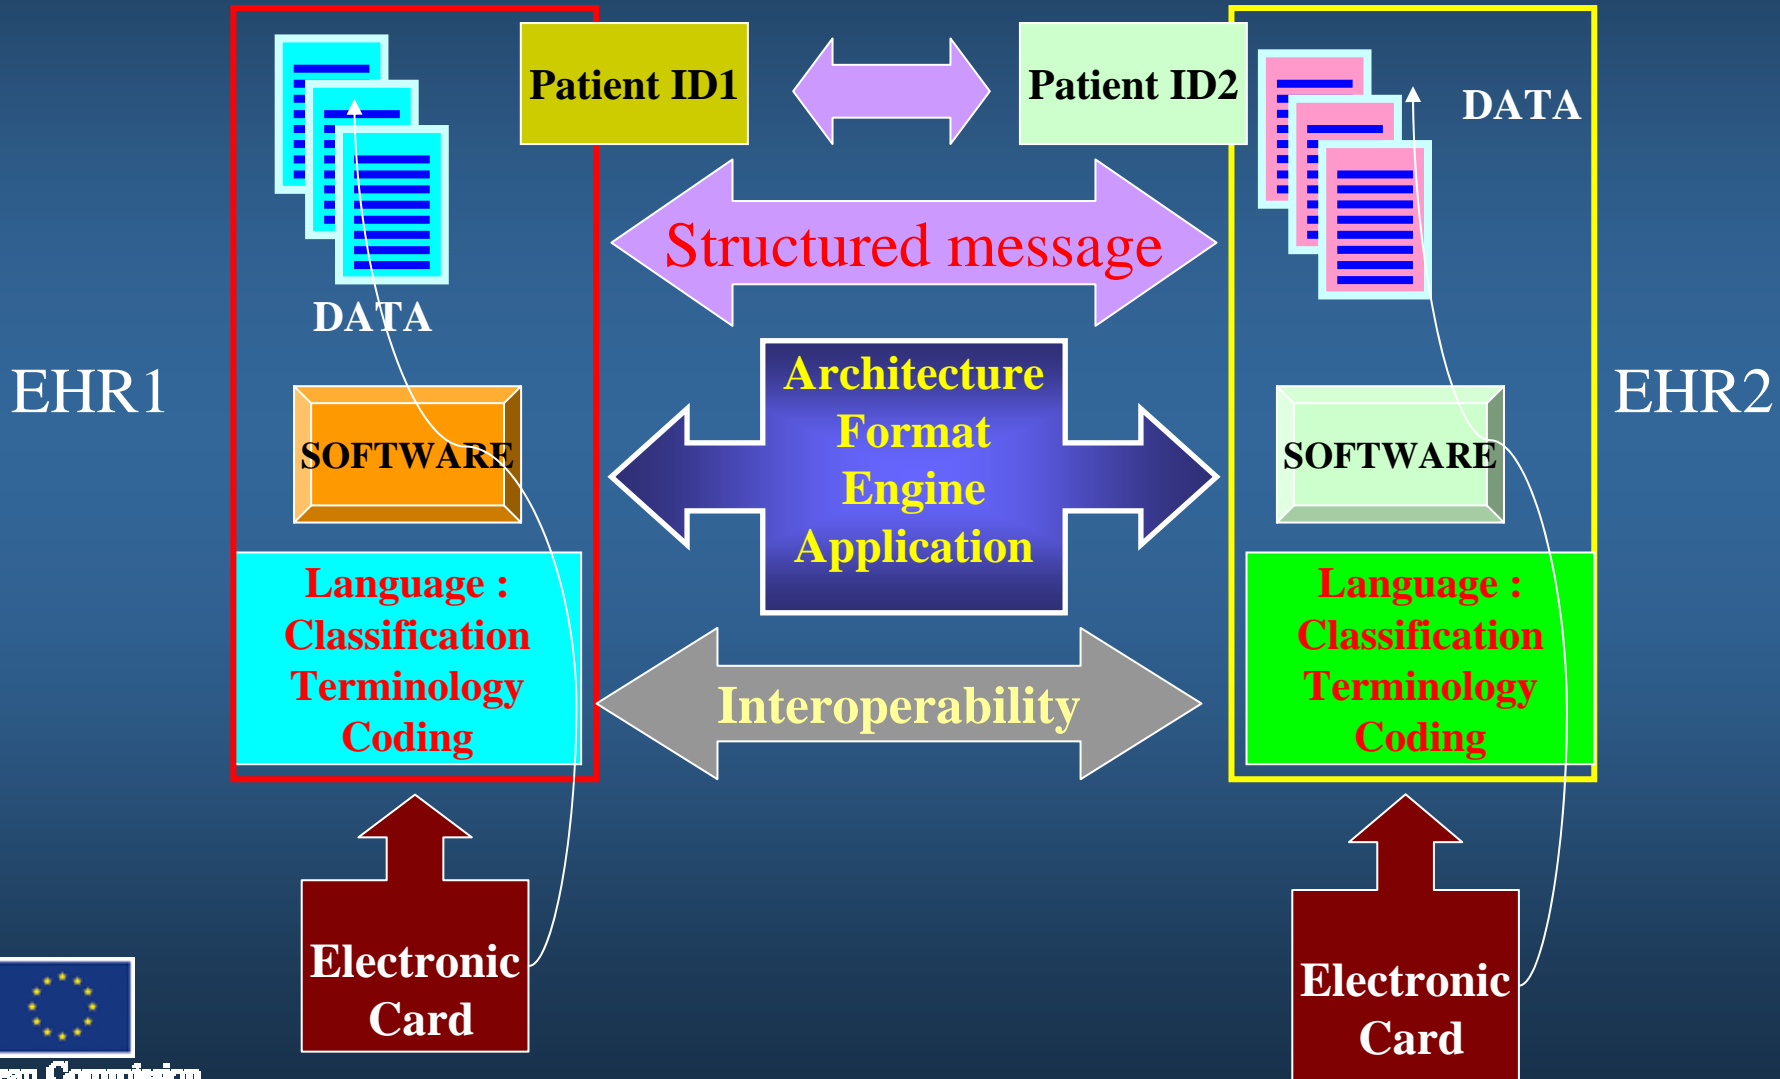 Patient ID1
Patient ID2
DATA
Structured message
DATA
EHR1
Architecture
Format
Engine
Application
EHR2
SOFTWARE
SOFTWARE
Language :
Classification
Terminology
Coding
Language :
Classification
Terminology
Coding
Interoperability
Electronic
Card
Electronic
Card
Commission